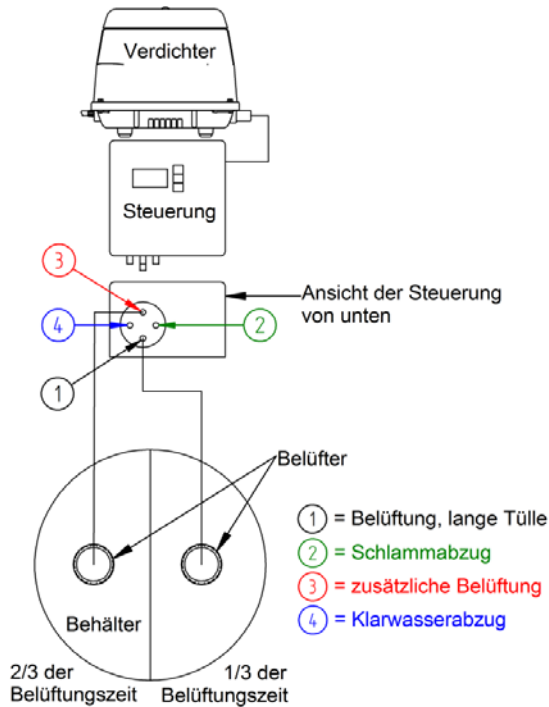 Verdichter
Steuerung
3
4
2
1
Ansicht der Steuerung
von unten
Belüfter
1 = Belüftung, lange Tülle
2 = Schlammabzug
3 = zusätzliche Belüftung
4 = Klarwasserabzug
Behälter
2/3 der
Belüftungszeit
1/3 der
Belüftungszeit